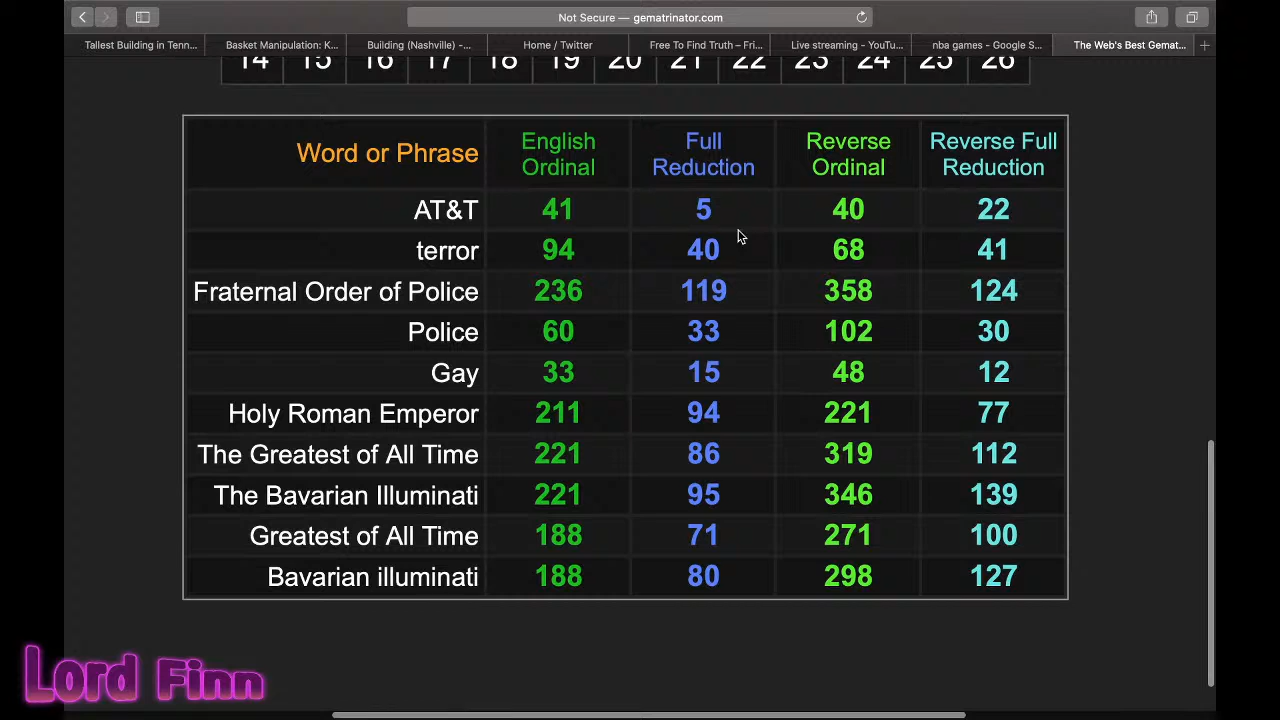 Not Secure — gematrinator.com
Tallest Building in Tenn...
Basket Manipulation: K...
Building (Nashville) -...
Home / Twitter
Free To Find Truth – Fri...
Live streaming - YouTu...
nba games - Google S...
The Web's Best Gemat...
14 15 16 17 18 19 20 21 22 23 24 25 26
Word or Phrase English Ordinal Full Reduction Reverse Ordinal Reverse Full Reduction
AT&T 41 5 40 22
terror 94 40 68 41
Fraternal Order of Police 236 119 358 124
Police 60 33 102 30
Gay 33 15 48 12
Holy Roman Emperor 211 94 221 77
The Greatest of All Time 221 86 319 112
The Bavarian Illuminati 221 95 346 139
Greatest of All Time 188 71 271 100
Bavarian illuminati 188 80 298 127
Lord Finn